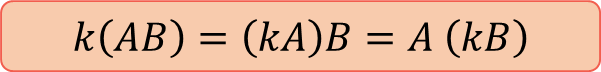 k(AB) = (kA)B = A (kB)